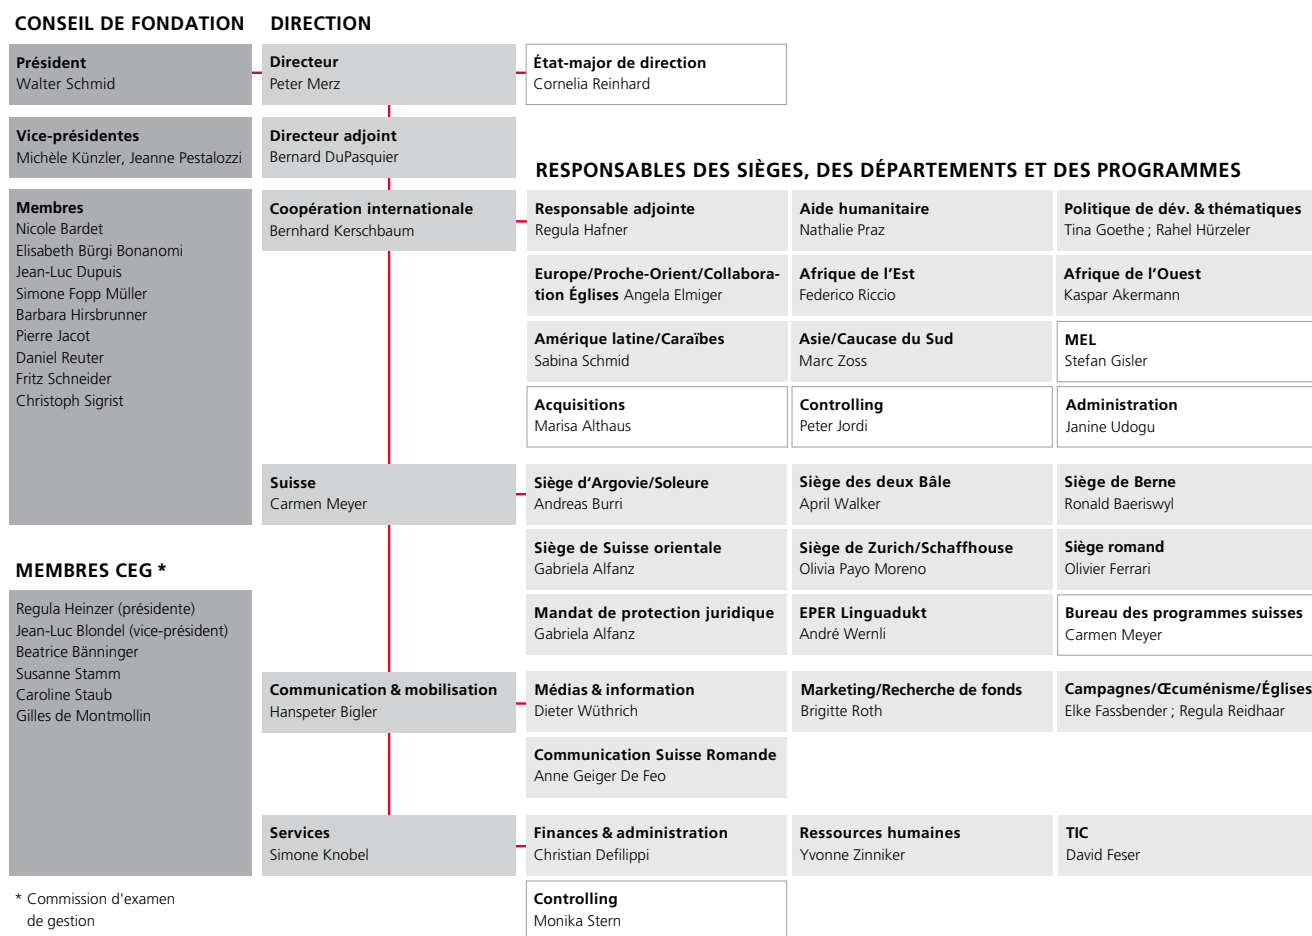 CONSEIL DE FONDATION
Président
Walter Schmid
Vice-présidentes
Michèle Künzler, Jeanne Pestalozzi
Membres
Nicole Bardet
Elisabeth Bürgi Bonanomi
Jean-Luc Dupuis
Simone Fopp Müller
Barbara Hirsbrunner
Pierre Jacot
Daniel Reuter
Fritz Schneider
Christoph Sigrist
MEMBRES CEG *
Regula Heinzer (présidente)
Jean-Luc Blondel (vice-président)
Beatrice Bänninger
Susanne Stamm
Caroline Staub
Gilles de Montmollin
* Commission d'examen
de gestion
DIRECTION
Directeur
Peter Merz
État-major de direction
Cornelia Reinhard
Directeur adjoint
Bernard DuPasquier
RESPONSABLES DES SIÈGES, DES DÉPARTEMENTS ET DES PROGRAMMES
Coopération internationale
Bernhard Kerschbaum
Responsable adjointe
Regula Hafner
Aide humanitaire
Nathalie Praz
Politique de dév. & thématiques
Tina Goethe ; Rahel Hürzeler
Europe/Proche-Orient/Collabora-
tion Églises Angela Elmiger
Afrique de l’Est
Federico Riccio
Afrique de l’Ouest
Kaspar Akermann
Amérique latine/Caraïbes
Sabina Schmid
Asie/Caucase du Sud
Marc Zoss
MEL
Stefan Gisler
Acquisitions
Marisa Althaus
Controlling
Peter Jordi
Administration
Janine Udogu
Suisse
Carmen Meyer
Siège d’Argovie/Soleure
Andreas Burri
Siège des deux Bâle
April Walker
Siège de Berne
Ronald Baeriswyl
Siège de Suisse orientale
Gabriela Alfanz
Siège de Zurich/Schaffhouse
Olivia Payo Moreno
Siège romand
Olivier Ferrari
Mandat de protection juridique
Gabriela Alfanz
EPER Linguadukt
André Wernli
Bureau des programmes suisses
Carmen Meyer
Communication & mobilisation
Hanspeter Bigler
Médias & information
Dieter Wüthrich
Marketing/Recherche de fonds
Brigitte Roth
Campagnes/Œcuménisme/Églises
Elke Fassbender ; Regula Reidhaar
Communication Suisse Romande
Anne Geiger De Feo
Services
Simone Knobel
Finances & administration
Christian Defilippi
Ressources humaines
Yvonne Zinniker
TIC
David Feser
Controlling
Monika Stern